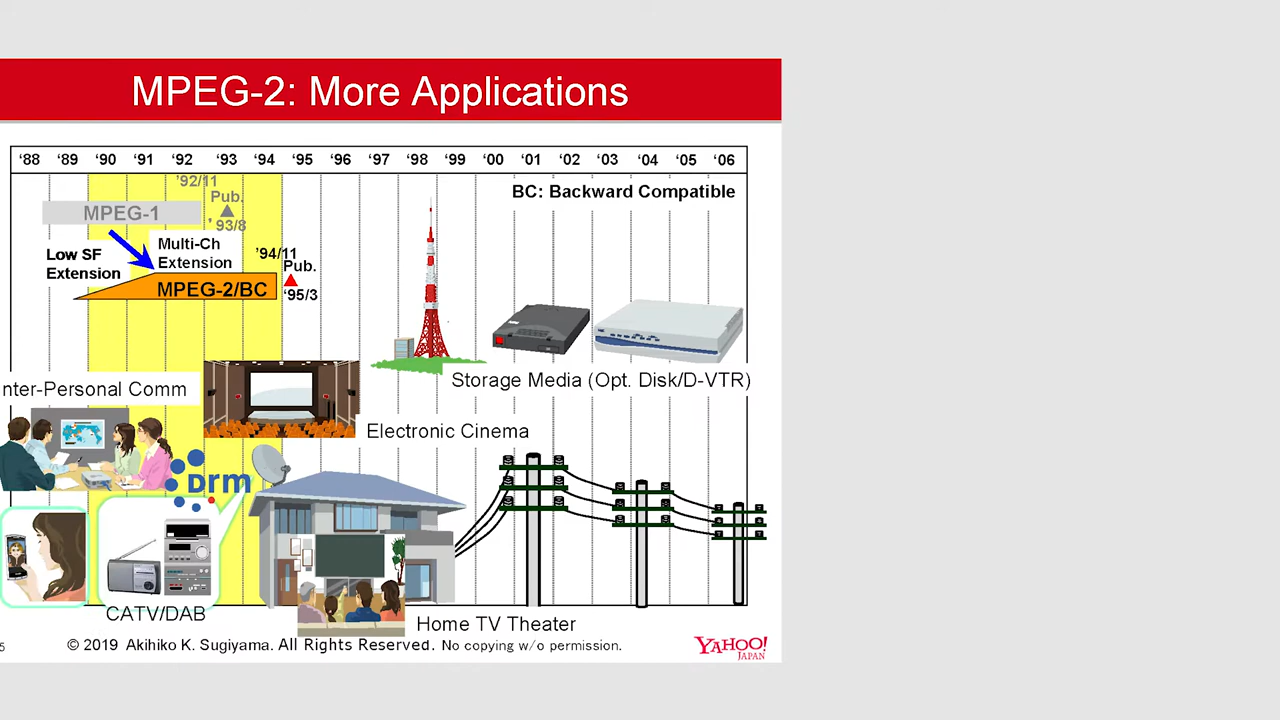 MPEG-2: More Applications
‘88 ‘89 ‘90 ‘91 ‘92 ‘93 ‘94 ‘95 ‘96 ‘97 ‘98 ‘99 ‘00 ‘01 ‘02 ‘03 ‘04 ‘05 ‘06
‘92/11
BC: Backward Compatible
Pub.
MPEG-1
‘93/8
Multi-Ch
Extension
Low SF
Extension
‘94/11
Pub.
MPEG-2/BC
‘95/3
Storage Media (Opt. Disk/D-VTR)
nter-Personal Comm
Electronic Cinema
Drm
CATV/DAB
Home TV Theater
5
© 2019 Akihiko K. Sugiyama. All Rights Reserved. No copying w/o permission.
YAHOO!
JAPAN